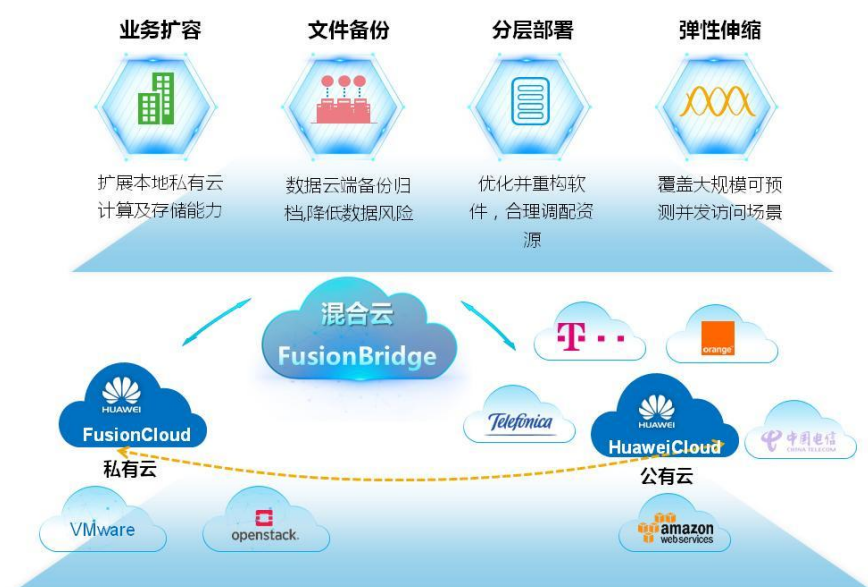 业务扩容
文件备份
分层部署
弹性伸缩
扩展本地私有云
计算及存储能力
数据云端备份归
档,降低数据风险
优化并重构软
件，合理调配资
源
覆盖大规模可预
测并发访问场景
混合云
FusionBridge
T
orange™
HUAWEI
FusionCloud
私有云
Telefónica
HUAWEI
HuaweiCloud
公有云
中国电信
CHINA TELECOM
VMware
openstack.
amazon
webservices